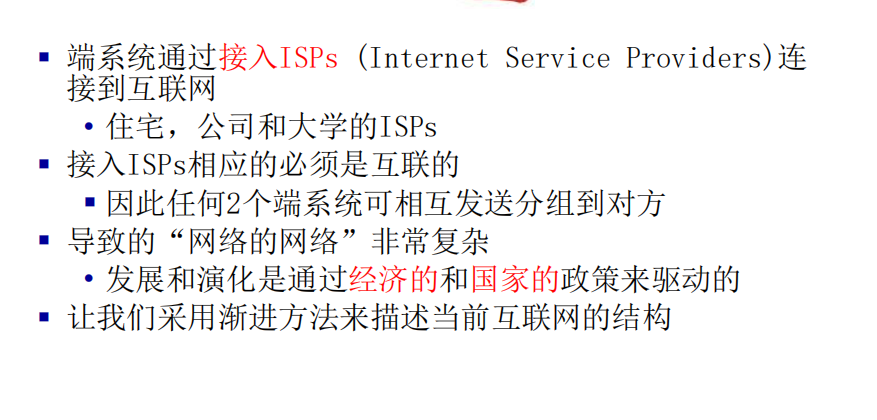 ▪ 端系统通过接入ISPs (Internet Service Providers)连
接到互联网
• 住宅，公司和大学的ISPs
▪ 接入ISPs相应的必须是互联的
▪ 因此任何2个端系统可相互发送分组到对方
▪ 导致的“网络的网络”非常复杂
• 发展和演化是通过经济的和国家的政策来驱动的
▪ 让我们采用渐进方法来描述当前互联网的结构